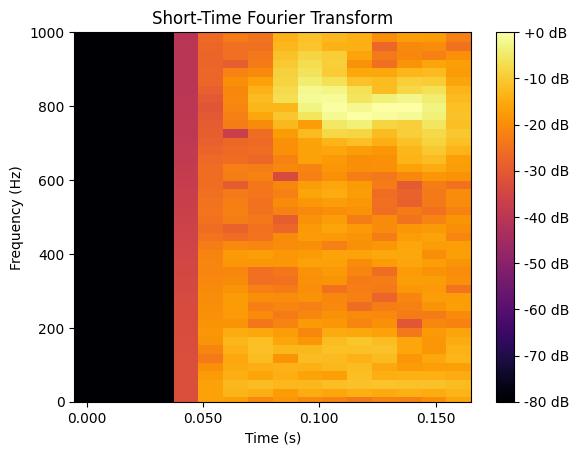 Short-Time Fourier Transform
1000
800
600
400
200
0
Frequency (Hz)
0.000
0.050
0.100
0.150
Time (s)
+0 dB
-10 dB
-20 dB
-30 dB
-40 dB
-50 dB
-60 dB
-70 dB
-80 dB